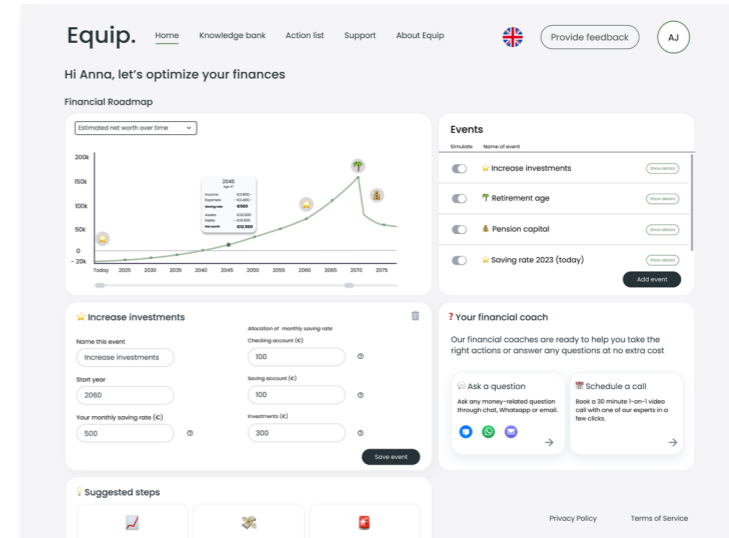 Equip.
Home
Knowledge bank
Action list
Support
About Equip
Provide feedback
AJ
Hi Anna, let's optimize your finances
Financial Roadmap
Estimated net worth over time
200k
150k
100k
50k
0
- 20k
2045
Income
Expenses
Saving rate
€560
Assets
Debts
Net worth
€12.500
Today 2025 2030 2035 2040 2045 2050 2055 2060 2065 2070 2075
Events
Simulate Name of event
Increase investments
Show details
Retirement age
Show details
Pension capital
Show details
Saving rate 2023 (today)
Show details
Add event
Increase investments
Name this event
Increase investments
Start year
2060
Your monthly saving rate (€)
500
Allocation of monthly saving rate
Checking account (€)
100
Saving account (€)
100
Investments (€)
300
Save event
? Your financial coach
Our financial coaches are ready to help you take the
right actions or answer any questions at no extra cost
Ask a question
Ask any money-related question
through chat, Whatsapp or email.
Schedule a call
Book a 30 minute 1-on-1 video
call with one of our experts in a
few clicks.
Suggested steps
Privacy Policy
Terms of Service